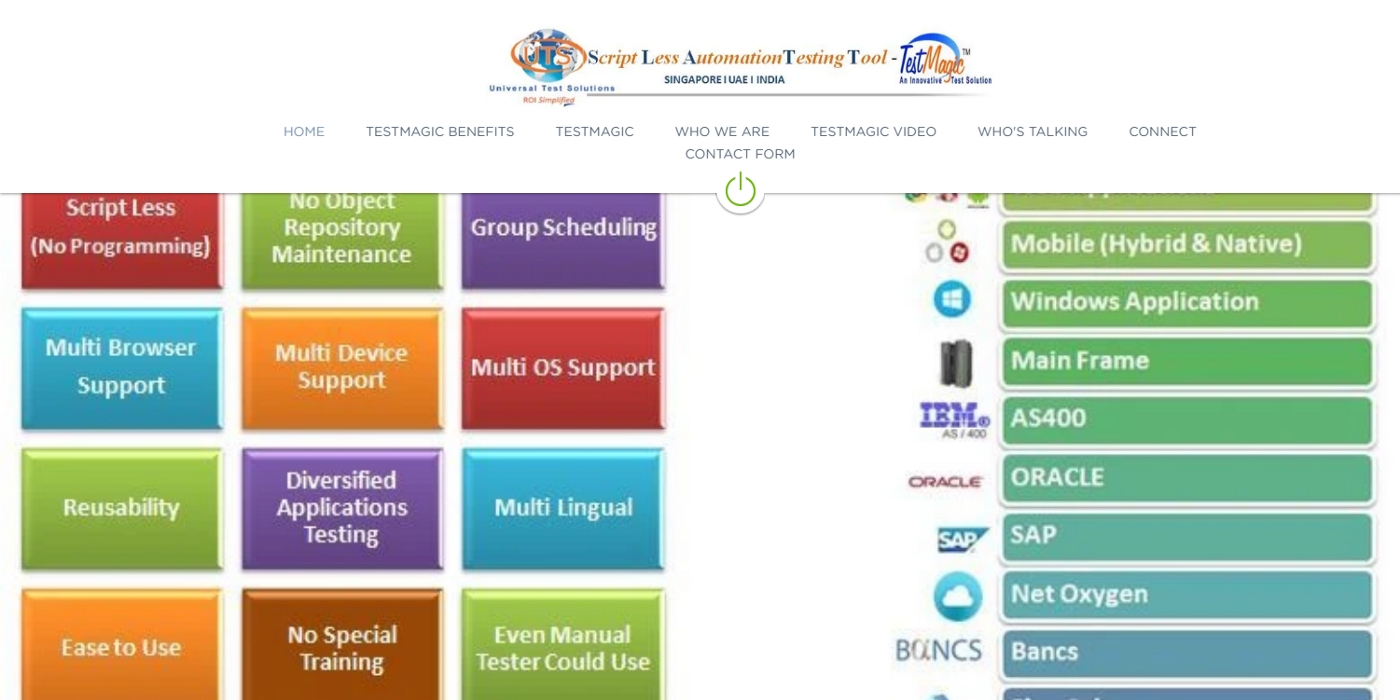 UTS
Script Less Automation Testing Tool - TestMagic™
SINGAPORE I UAE I INDIA
An Innovative Test Solution
Universal Test Solutions
ROI Simplified
HOME TESTMAGIC BENEFITS TESTMAGIC WHO WE ARE TESTMAGIC VIDEO WHO'S TALKING CONNECT
CONTACT FORM
Script Less
(No Programming)
No Object
Repository
Maintenance
Group Scheduling
Multi Browser
Support
Multi Device
Support
Multi OS Support
Reusability
Diversified
Applications
Testing
Multi Lingual
Ease to Use
No Special
Training
Even Manual
Tester Could Use
Mobile (Hybrid & Native)
Windows Application
Main Frame
IBM®
AS / 400
AS400
ORACLE
ORACLE
SAP
SAP
Net Oxygen
BαNCS
Bancs